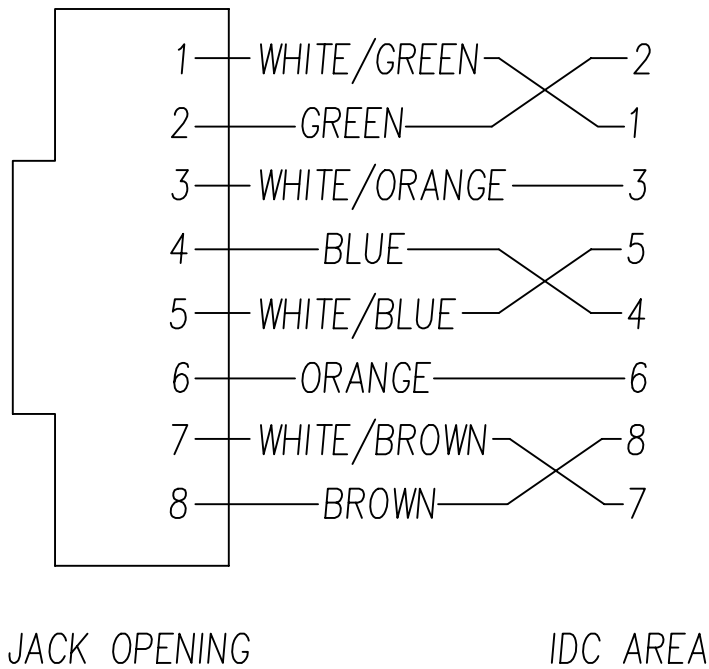 1 WHITE/GREEN 2
2 GREEN 1
3 WHITE/ORANGE 3
4 BLUE 5
5 WHITE/BLUE 4
6 ORANGE 6
7 WHITE/BROWN 8
8 BROWN 7
JACK OPENING IDC AREA